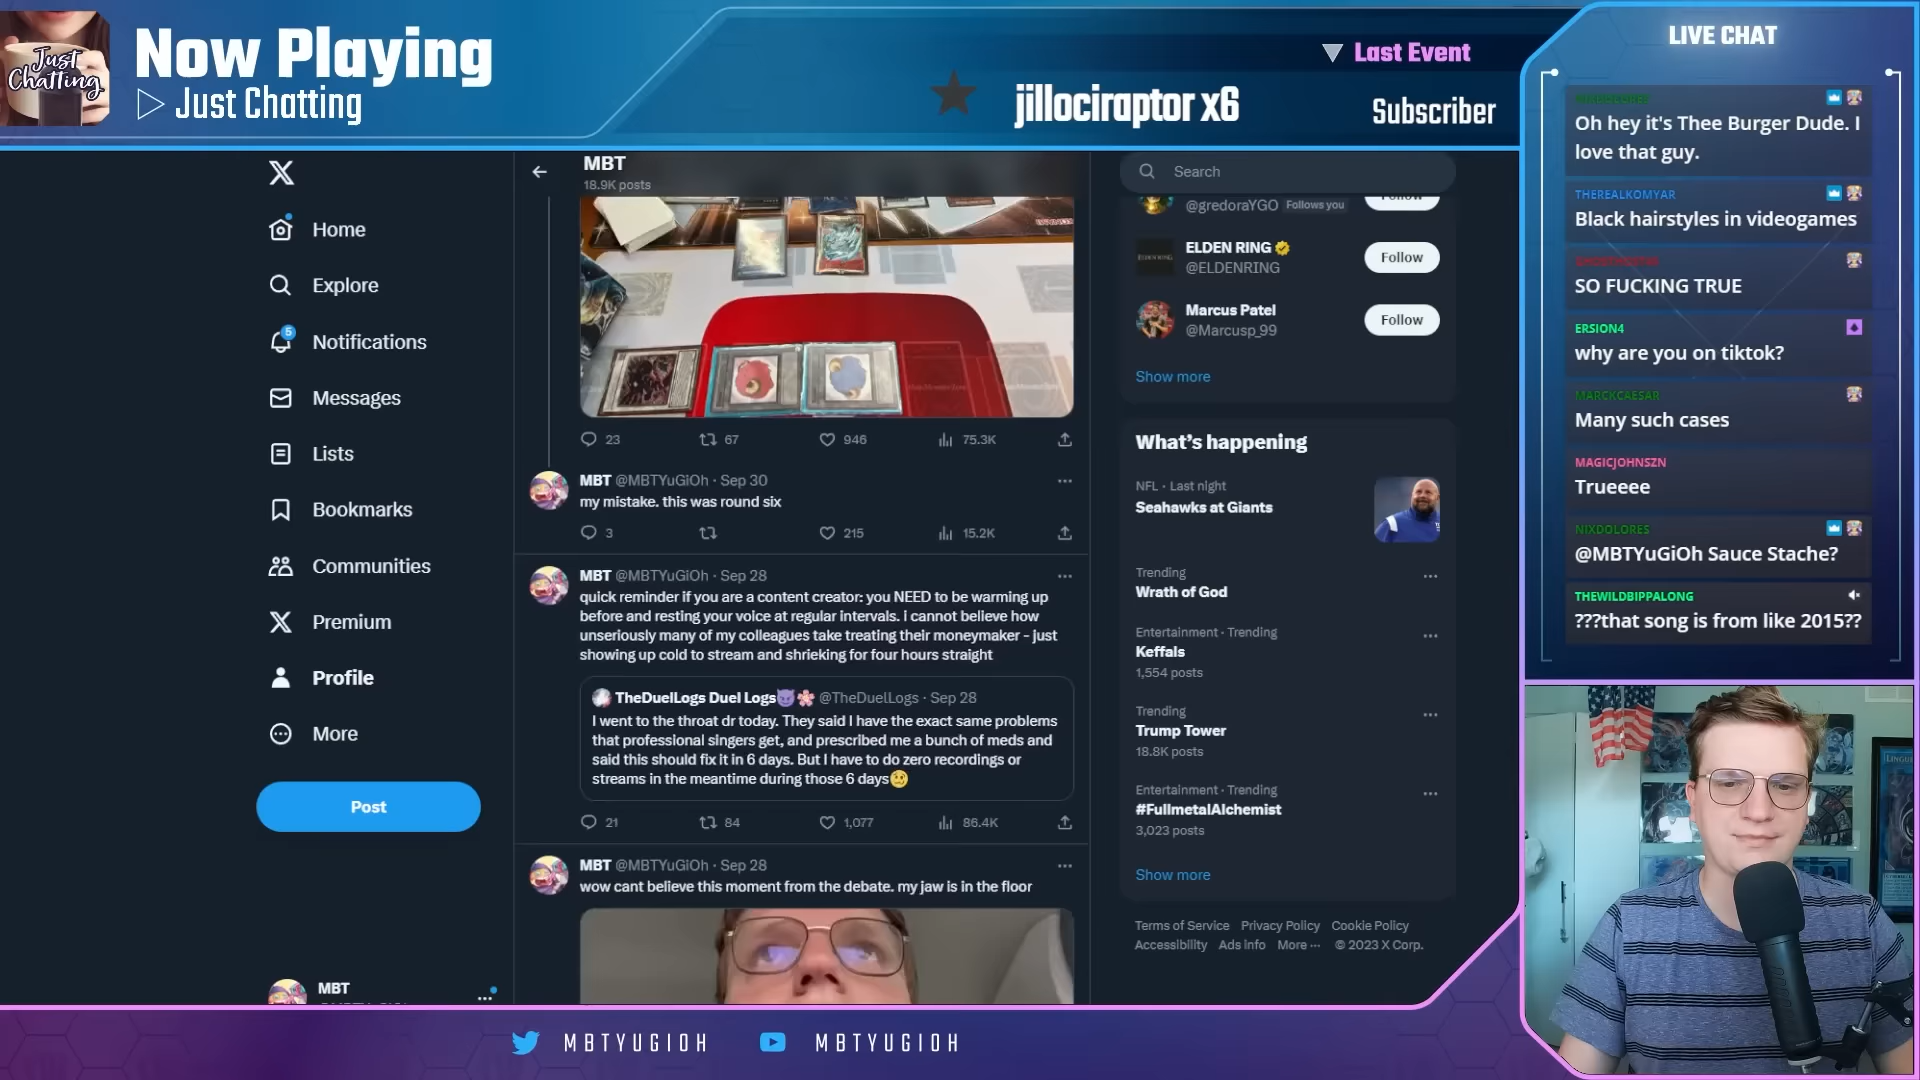 Just
Chatting
Now Playing
Just Chatting
Last Event
jillociraptor x6
Subscriber
LIVE CHAT
Oh hey it's Thee Burger Dude. I
love that guy.
THEREALKOMYAR
Black hairstyles in videogames
SO FUCKING TRUE
ERSION4
why are you on tiktok?
MARCKCAESAR
Many such cases
MAGICJOHNSZN
Trueeee
NIXDOLORES
@MBTYuGiOh Sauce Stache?
THEWILDBIPPALONG
???that song is from like 2015??
X
Home
Explore
5
Notifications
Messages
Lists
Bookmarks
Communities
Premium
Profile
More
Post
MBT
MBT
18.9K posts
23 67 946 75.3K
MBT @MBTYuGiOh · Sep 30
my mistake. this was round six
3 215 15.2K
MBT @MBTYuGiOh · Sep 28
quick reminder if you are a content creator: you NEED to be warming up
before and resting your voice at regular intervals. i cannot believe how
unseriously many of my colleagues take treating their moneymaker - just
showing up cold to stream and shrieking for four hours straight
TheDuelLogs Duel Logs😈🌸 @TheDuelLogs · Sep 28
I went to the throat dr today. They said I have the exact same problems
that professional singers get, and prescribed me a bunch of meds and
said this should fix it in 6 days. But I have to do zero recordings or
streams in the meantime during those 6 days🥴
21 84 1,077 86.4K
MBT @MBTYuGiOh · Sep 28
wow cant believe this moment from the debate. my jaw is in the floor
Search
@gredoraYGO Follows you
Follow
ELDEN RING
@ELDENRING
Follow
Marcus Patel
@Marcusp_99
Follow
Show more
What's happening
NFL · Last night
Seahawks at Giants
Trending
Wrath of God
Entertainment · Trending
Keffals
1,554 posts
Trending
Trump Tower
18.8K posts
Entertainment · Trending
#FullmetalAlchemist
3,023 posts
Show more
Terms of Service Privacy Policy Cookie Policy
Accessibility Ads info More ··· © 2023 X Corp.
MBTYUGIOH
MBTYUGIOH